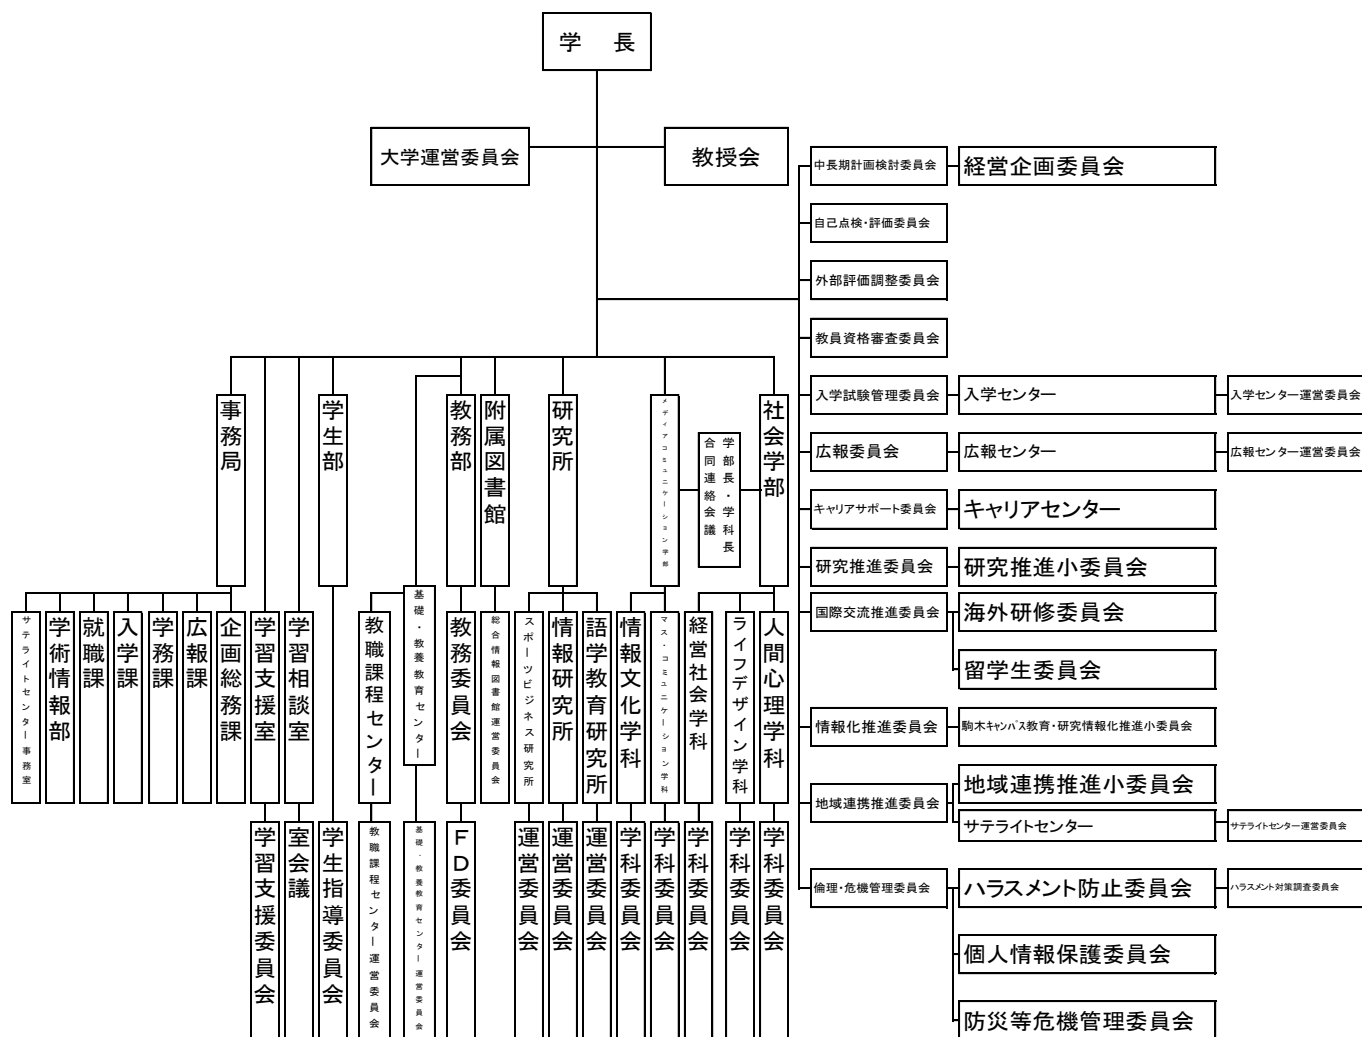 学　長
大学運営委員会
教授会
中長期計画検討委員会
経営企画委員会
自己点検・評価委員会
外部評価調整委員会
教員資格審査委員会
入学試験管理委員会
入学センター
入学センター運営委員会
広報委員会
広報センター
広報センター運営委員会
キャリアサポート委員会
キャリアセンター
研究推進委員会
研究推進小委員会
国際交流推進委員会
海外研修委員会
留学生委員会
情報化推進委員会
駒木キャンパス教育・研究情報化推進小委員会
地域連携推進委員会
地域連携推進小委員会
サテライトセンター
サテライトセンター運営委員会
倫理・危機管理委員会
ハラスメント防止委員会
ハラスメント対策調査委員会
個人情報保護委員会
防災等危機管理委員会
事務局
学生部
教務部
附属図書館
研究所
メディアコミュニケーション学部
学部長・学科長
合同連絡会議
社会学部
サテライトセンター事務室
学術情報部
就職課
入学課
学務課
広報課
企画総務課
学習支援室
学習相談室
教職課程センター
基礎・教養教育センター
教務委員会
総合情報図書館運営委員会
スポーツビジネス研究所
情報研究所
語学教育研究所
情報文化学科
マス・コミュニケーション学科
経営社会学科
ライフデザイン学科
人間心理学科
学習支援委員会
室会議
学生指導委員会
教職課程センター運営委員会
基礎・教養教育センター運営委員会
ＦＤ委員会
運営委員会
運営委員会
運営委員会
学科委員会
学科委員会
学科委員会
学科委員会
学科委員会